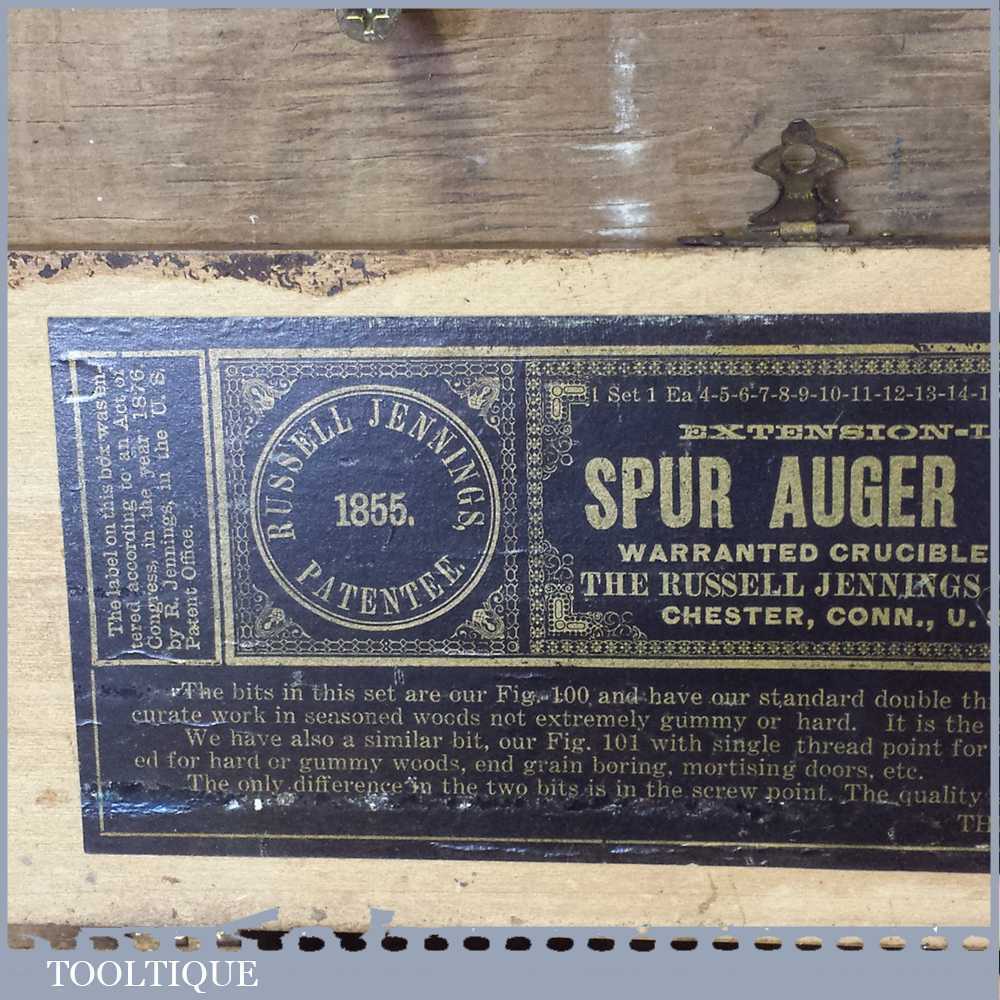 The label on this box was en-
tered according to an Act, of
Congress, in the year 1876,
by R. Jennings, in the U. S.
Patent Office.
RUSSELL JENNINGS,
1855.
PATENTEE.
1 Set 1 Ea 4-5-6-7-8-9-10-11-12-13-14-1
EXTENSION-L
SPUR AUGER
WARRANTED CRUCIBLE
THE RUSSELL JENNINGS
CHESTER, CONN., U. S
The bits in this set are our Fig. 100 and have our standard double th
curate work in seasoned woods not extremely gummy or hard. It is the
We have also a similar bit, our Fig. 101 with single thread point for
ed for hard or gummy woods, end grain boring, mortising doors, etc.
The only difference in the two bits is in the screw point. The quality
TH
TOOLTIQUE